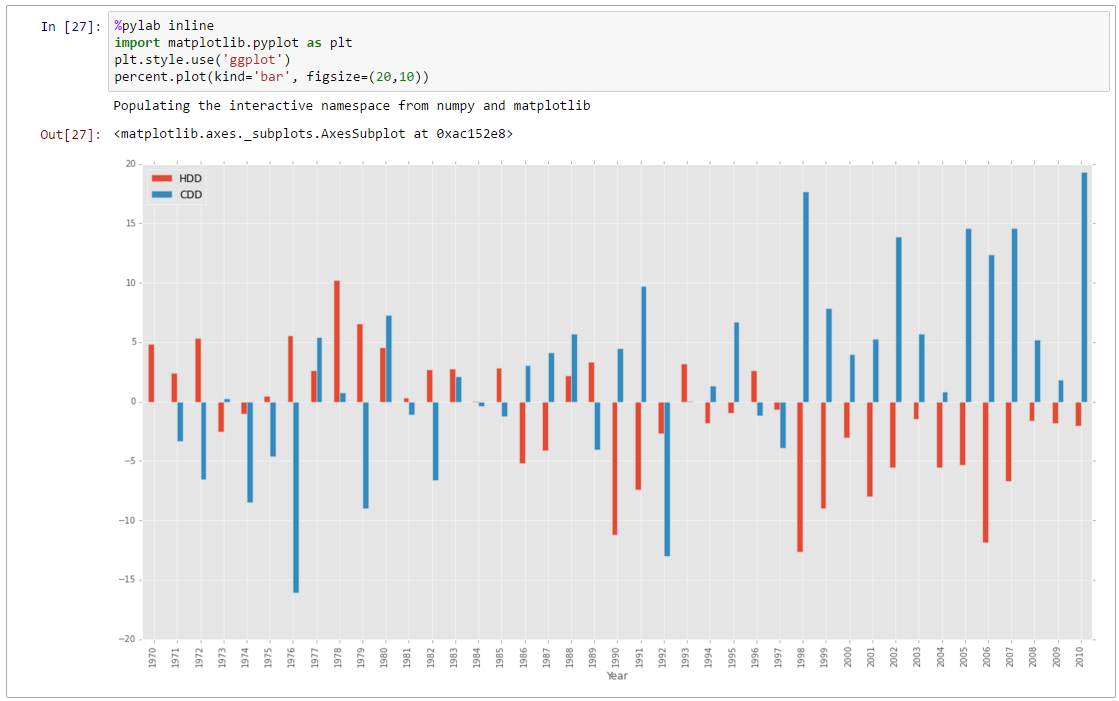 In [27]: %pylab inline
import matplotlib.pyplot as plt
plt.style.use('ggplot')
percent.plot(kind='bar', figsize=(20,10))
Populating the interactive namespace from numpy and matplotlib
Out[27]: <matplotlib.axes._subplots.AxesSubplot at 0xac152e8>
20
HDD
CDD
15
10
5
0
−5
−10
−15
−20
1970 1971 1972 1973 1974 1975 1976 1977 1978 1979 1980 1981 1982 1983 1984 1985 1986 1987 1988 1989 1990 1991 1992 1993 1994 1995 1996 1997 1998 1999 2000 2001 2002 2003 2004 2005 2006 2007 2008 2009 2010
Year